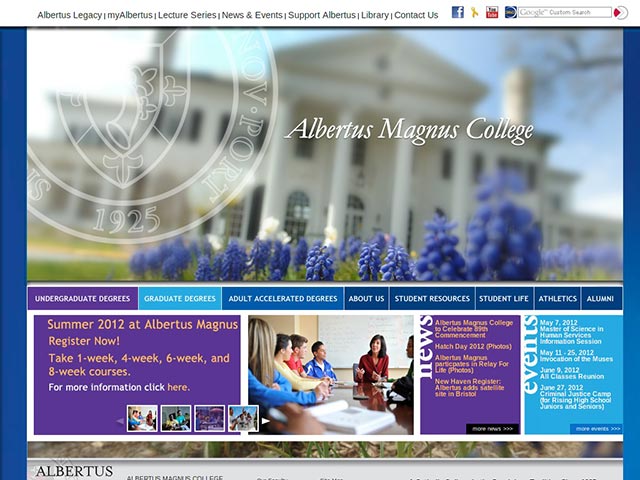 Albertus Legacy | myAlbertus | Lecture Series | News & Events | Support Albertus | Library | Contact Us
Google™ Custom Search
Albertus Magnus College
1925
UNDERGRADUATE DEGREES
GRADUATE DEGREES
ADULT ACCELERATED DEGREES
ABOUT US
STUDENT RESOURCES
STUDENT LIFE
ATHLETICS
ALUMNI
Summer 2012 at Albertus Magnus
Register Now!
Take 1-week, 4-week, 6-week, and
8-week courses.
For more information click here.
news
Albertus Magnus College
to Celebrate 89th
Commencement
Hatch Day 2012 (Photos)
Albertus Magnus
particpates in Relay For
Life (Photos)
New Haven Register:
Albertus adds satellite
site in Bristol
more news >>>
events
May 7, 2012
Master of Science in
Human Services
Information Session
May 11 - 25, 2012
Invocation of the Muses
June 9, 2012
All Classes Reunion
June 27, 2012
Criminal Justice Camp
(for Rising High School
Juniors and Seniors)
more events >>>
ALBERTUS
ALBERTUS MAGNUS COLLEGE